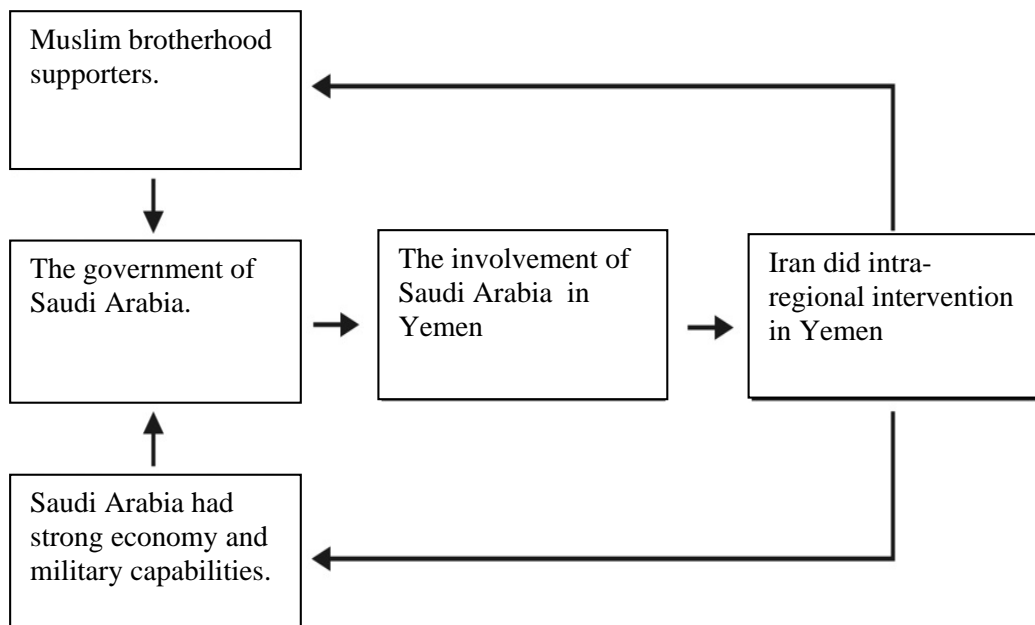 Muslim brotherhood
supporters.
The government of
Saudi Arabia.
The involvement of
Saudi Arabia in
Yemen
Iran did intra-
regional intervention
in Yemen
Saudi Arabia had
strong economy and
military capabilities.